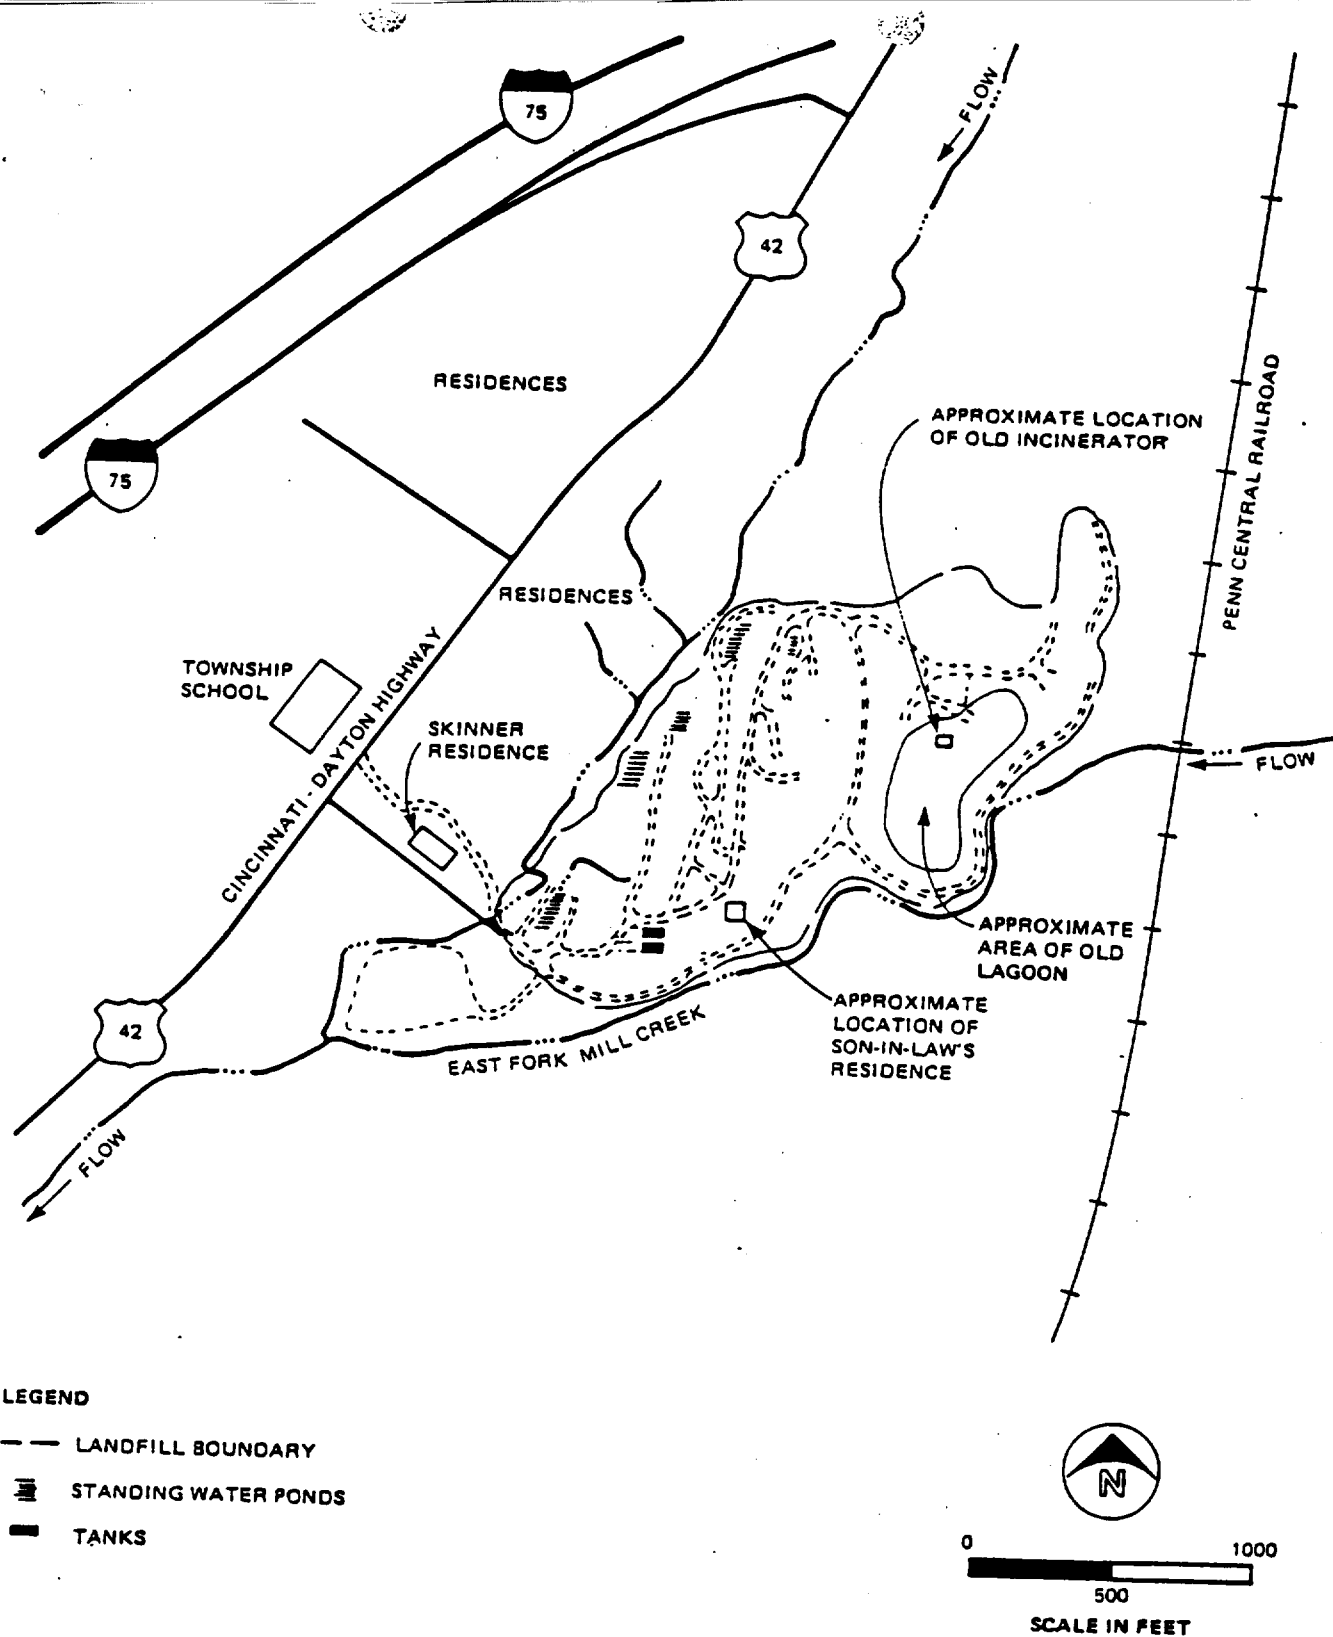 75
FLOW
42
RESIDENCES
APPROXIMATE LOCATION
OF OLD INCINERATOR
75
PENN CENTRAL RAILROAD
RESIDENCES
TOWNSHIP
SCHOOL
CINCINNATI - DAYTON HIGHWAY
SKINNER
RESIDENCE
FLOW
APPROXIMATE
AREA OF OLD
LAGOON
APPROXIMATE
LOCATION OF
SON-IN-LAW'S
RESIDENCE
42
EAST FORK MILL CREEK
FLOW
LEGEND
LANDFILL BOUNDARY
STANDING WATER PONDS
TANKS
N
0 1000
500
SCALE IN FEET